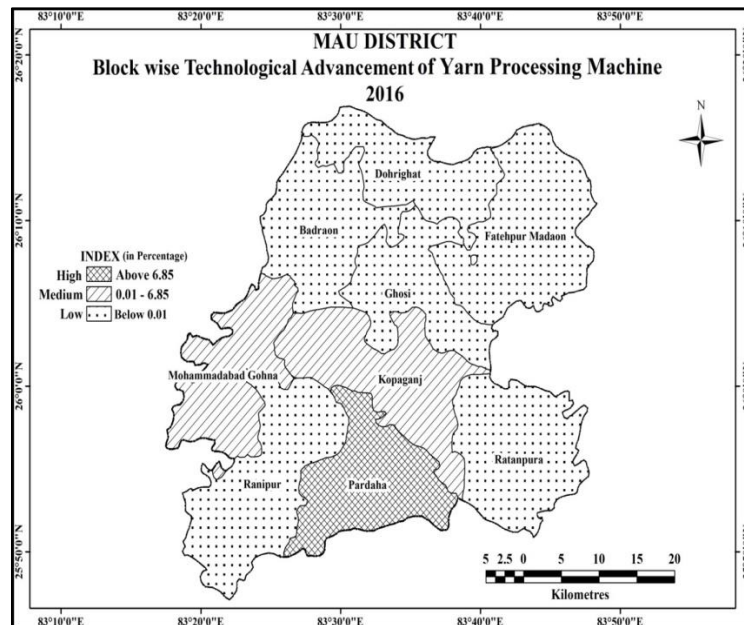 83°10'0"E 83°20'0"E 83°30'0"E 83°40'0"E 83°50'0"E
MAU DISTRICT
Block wise Technological Advancement of Yarn Processing Machine
2016
26°20'0"N
N
Dohrighat
26°10'0"N
Badraon
Fatehpur Madaon
INDEX (in Percentage)
High Above 6.85
Medium 0.01 - 6.85
Low Below 0.01
Ghosi
Mohammadabad Gohna
Kopaganj
26°0'0"N
Ratanpura
Ranipur
Pardaha
25°50'0"N
5 2.5 0 5 10 15 20
Kilometres
83°10'0"E 83°20'0"E 83°30'0"E 83°40'0"E 83°50'0"E